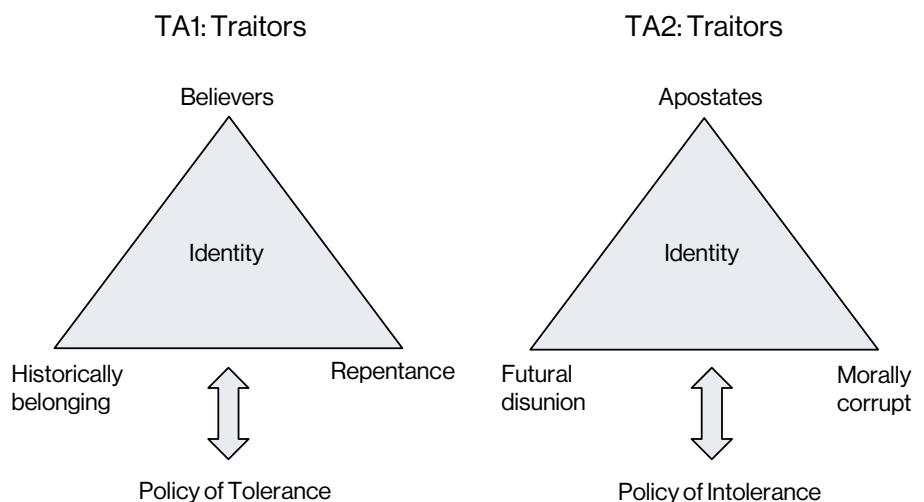 TA1: Traitors
Believers
Identity
Historically
belonging
Repentance
Policy of Tolerance
TA2: Traitors
Apostates
Identity
Futural
disunion
Morally
corrupt
Policy of Intolerance